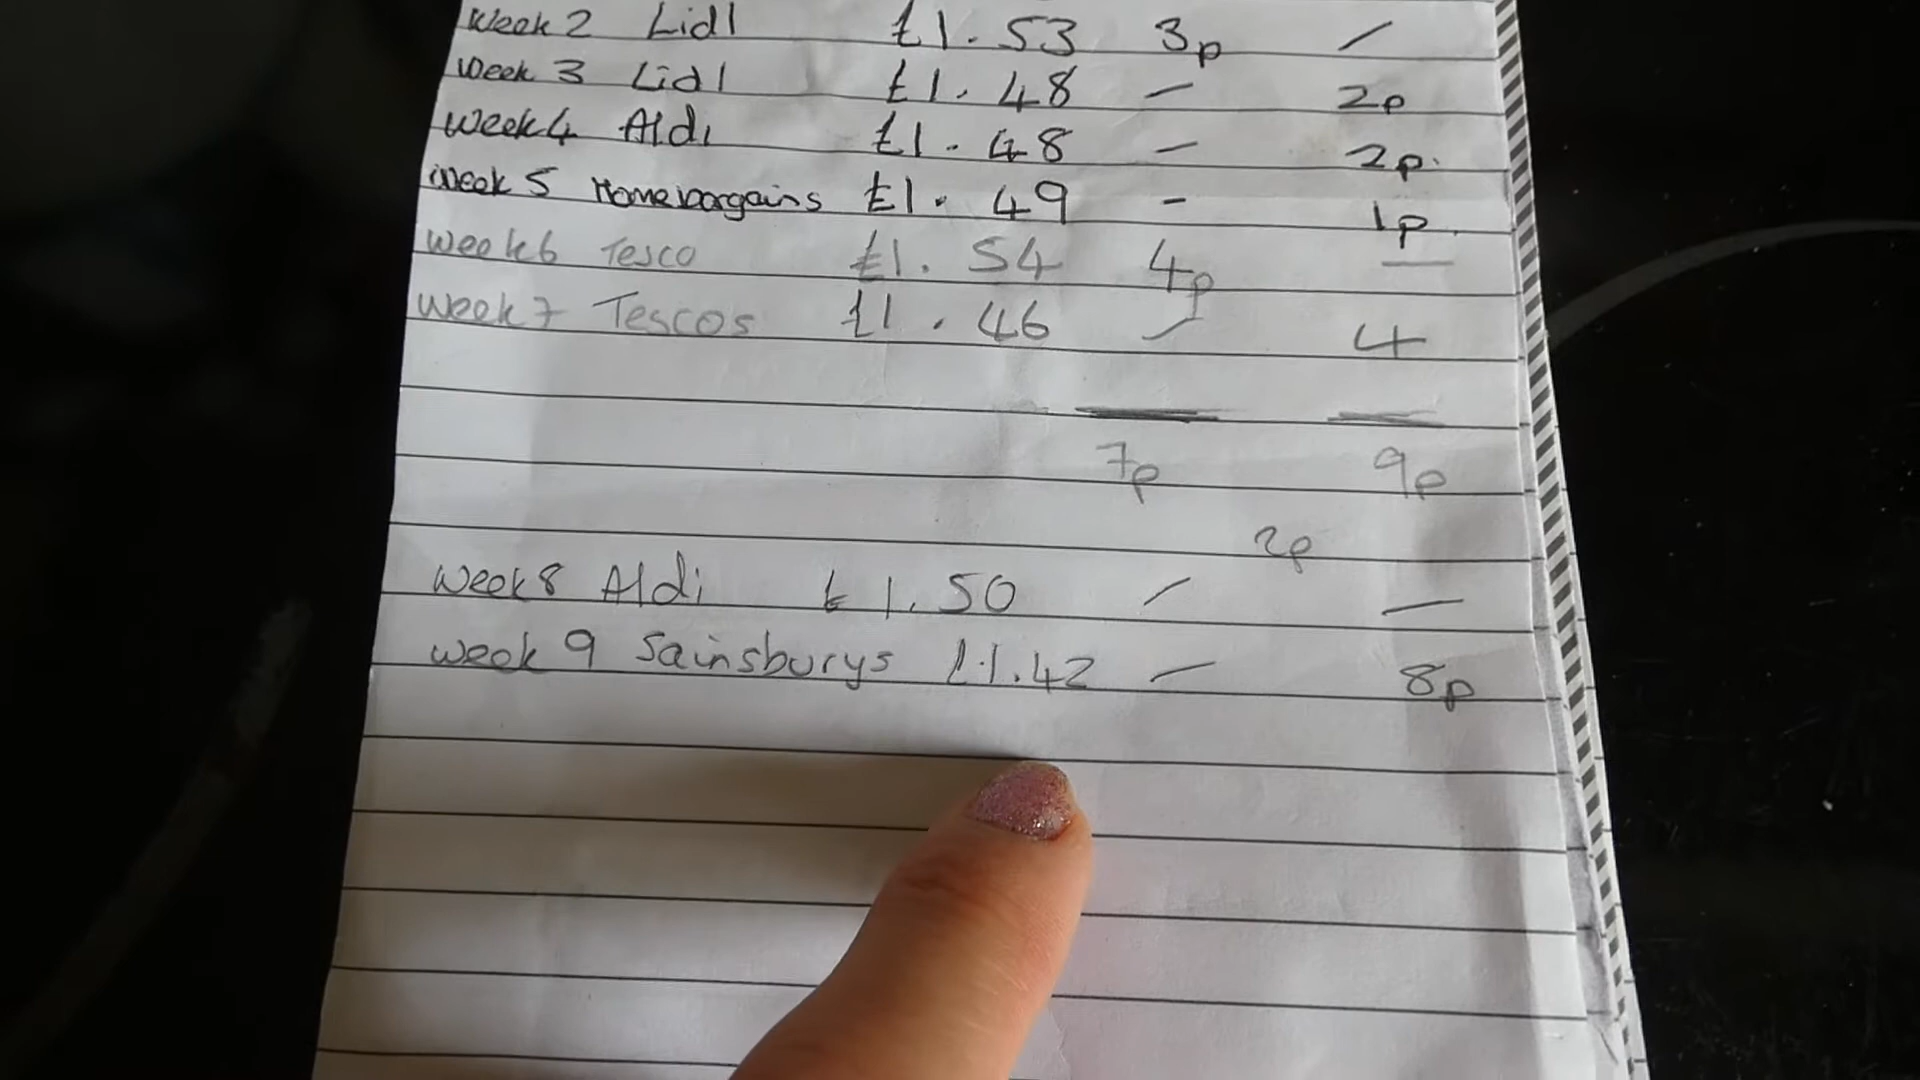 Week 2 Lidl £1.53 3p /
Week 3 Lidl £1.48 - 2p
Week 4 Aldi £1.48 - 2p.
Week 5 Homebargains £1.49 - 1p.
Week 6 Tesco £1.54 4p —
Week 7 Tescos £1.46 / 4
7p 9p
2p
Week 8 Aldi £1.50 / —
Week 9 Sainsburys £1.42 — 8p